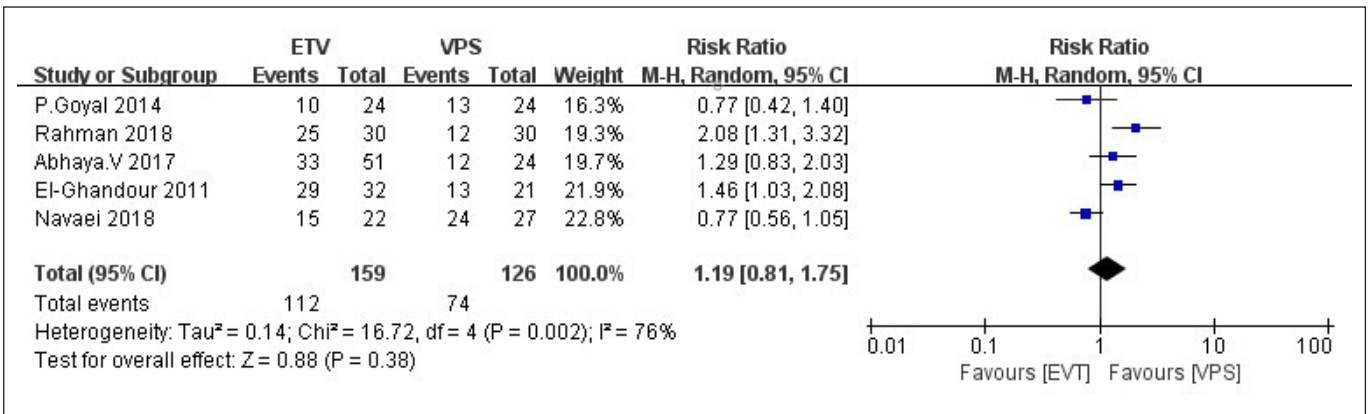 ETV VPS Risk Ratio Risk Ratio
Study or Subgroup Events Total Events Total Weight M-H, Random, 95% CI M-H, Random, 95% CI
P.Goyal 2014 10 24 13 24 16.3% 0.77 [0.42, 1.40]
Rahman 2018 25 30 12 30 19.3% 2.08 [1.31, 3.32]
Abhaya.V 2017 33 51 12 24 19.7% 1.29 [0.83, 2.03]
El-Ghandour 2011 29 32 13 21 21.9% 1.46 [1.03, 2.08]
Navaei 2018 15 22 24 27 22.8% 0.77 [0.56, 1.05]
Total (95% CI) 159 126 100.0% 1.19 [0.81, 1.75]
Total events 112 74
Heterogeneity: Tau² = 0.14; Chi² = 16.72, df = 4 (P = 0.002); I² = 76%
Test for overall effect: Z = 0.88 (P = 0.38)
0.01 0.1 1 10 100
Favours [EVT] Favours [VPS]